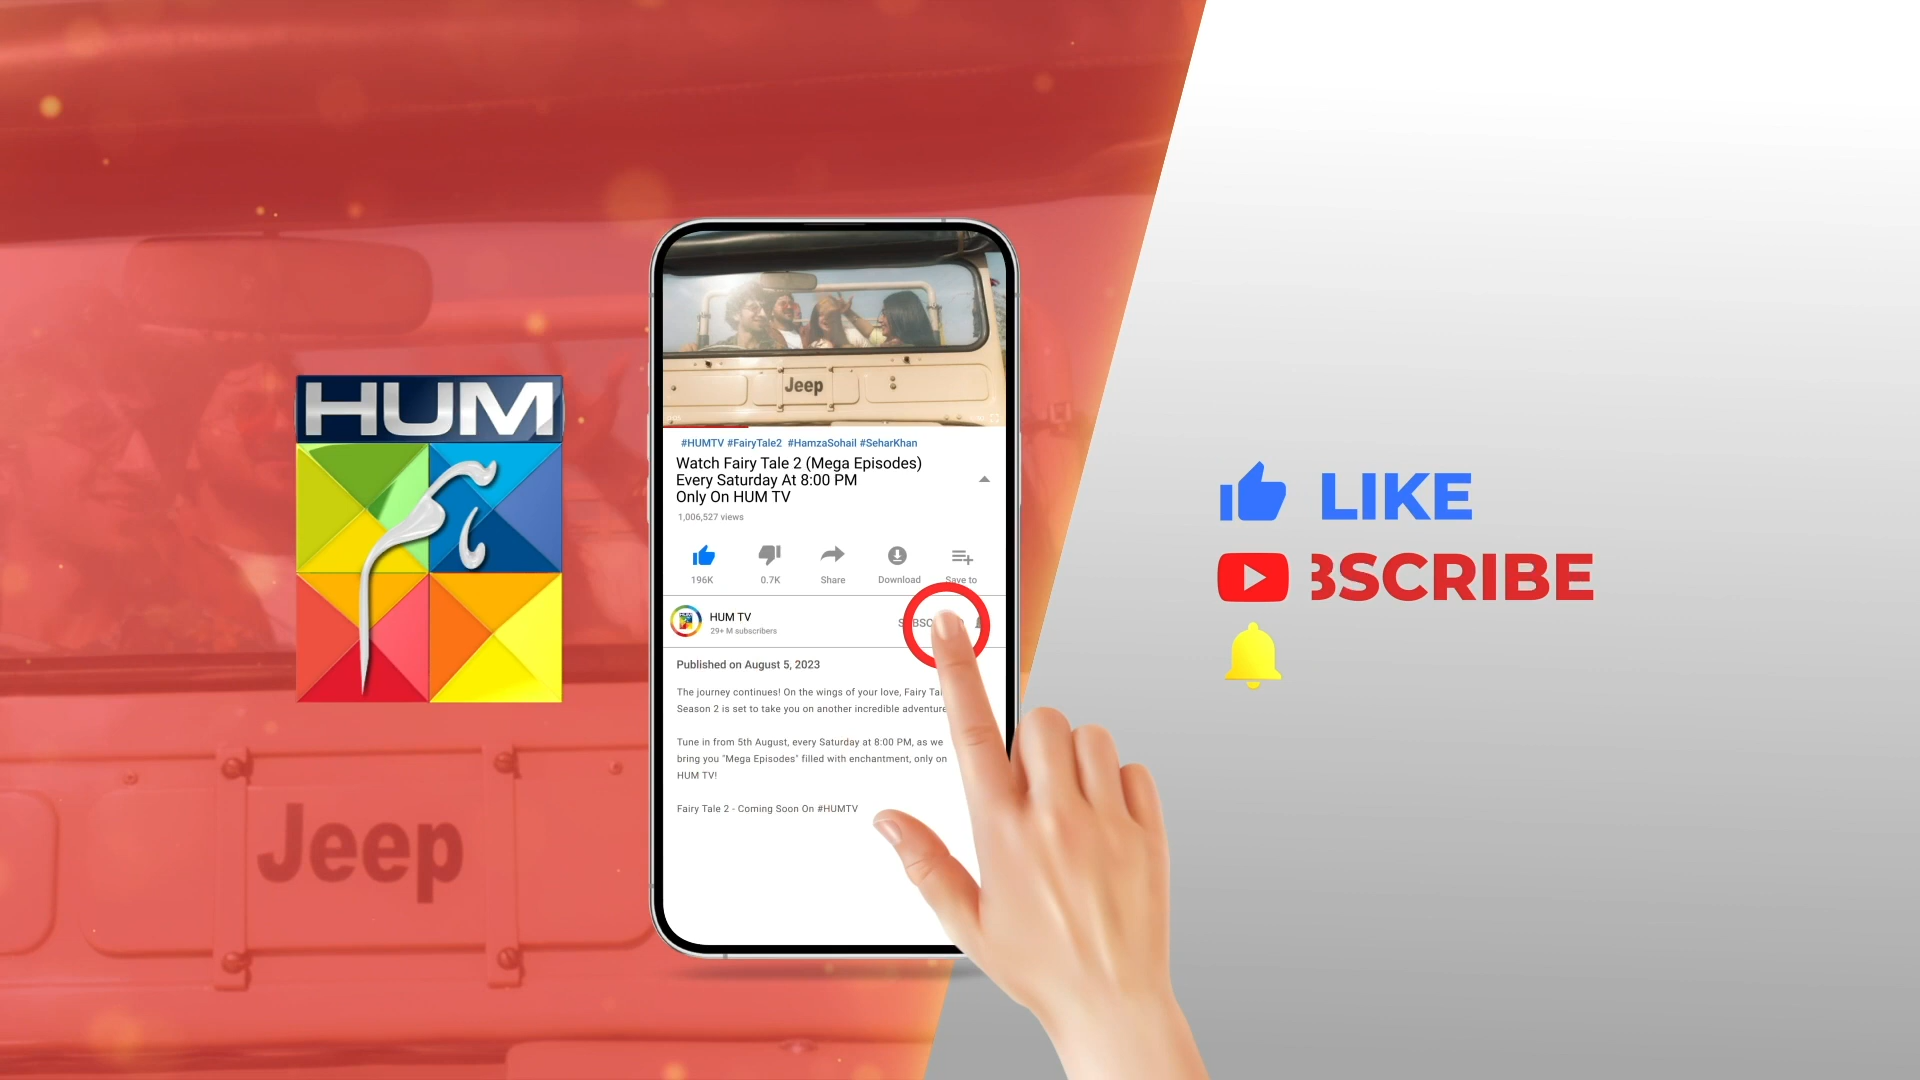 HUM
Jeep
Jeep
#HUMTV #FairyTale2 #HamzaSohail #SeharKhan
Watch Fairy Tale 2 (Mega Episodes)
Every Saturday At 8:00 PM
Only On HUM TV
1,006,527 views
196K
0.7K
Share
Download
Save to
HUM TV
29+ M subscribers
Published on August 5, 2023
The journey continues! On the wings of your love, Fairy
Season 2 is set to take you on another incredible adventure
Tune in from 5th August, every Saturday at 8:00 PM, as we
bring you "Mega Episodes" filled with enchantment, only on
HUM TV!
Fairy Tale 2 - Coming Soon On #HUMTV
LIKE
BSCRIBE